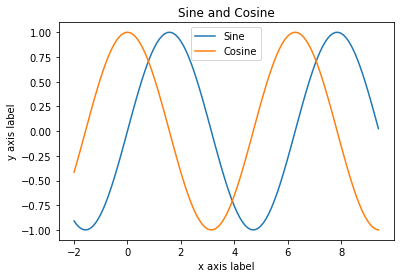 Sine and Cosine
Sine
Cosine
y axis label
1.00
0.75
0.50
0.25
0.00
−0.25
−0.50
−0.75
−1.00
−2 0 2 4 6 8
x axis label